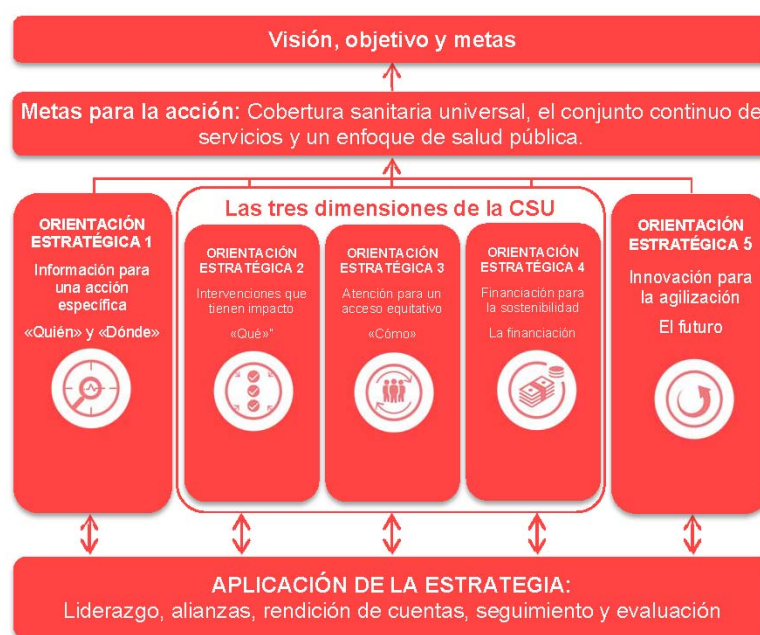 Visión, objetivo y metas
Metas para la acción: Cobertura sanitaria universal, el conjunto continuo de
servicios y un enfoque de salud pública.
Las tres dimensiones de la CSU
ORIENTACIÓN
ESTRATÉGICA 1
Información para
una acción
específica
«Quién» y «Dónde»
ORIENTACIÓN
ESTRATÉGICA 2
Intervenciones que
tienen impacto
«Qué»"
ORIENTACIÓN
ESTRATÉGICA 3
Atención para un
acceso equitativo
«Cómo»
ORIENTACIÓN
ESTRATÉGICA 4
Financiación para
la sostenibilidad
La financiación
ORIENTACIÓN
ESTRATÉGICA 5
Innovación para
la agilización
El futuro
APLICACIÓN DE LA ESTRATEGIA:
Liderazgo, alianzas, rendición de cuentas, seguimiento y evaluación